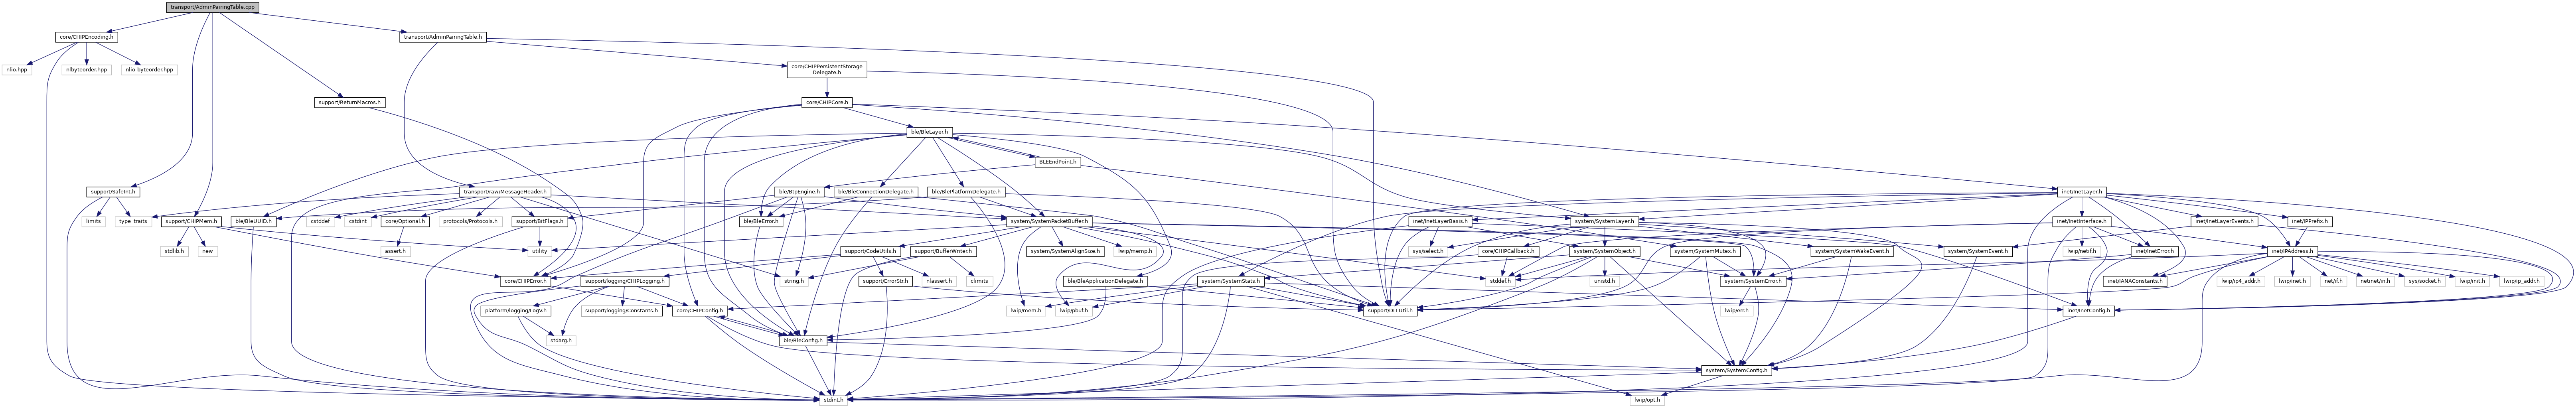 transport/AdminPairingTable.cpp
core/CHIPEncoding.h
transport/AdminPairingTable.h
nlio.hpp
nlbyteorder.hpp
nlio-byteorder.hpp
core/CHIPPersistentStorage
Delegate.h
support/ReturnMacros.h
core/CHIPCore.h
ble/BleLayer.h
BLEEndPoint.h
support/SafeInt.h
transport/raw/MessageHeader.h
ble/BtpEngine.h
ble/BleConnectionDelegate.h
ble/BlePlatformDelegate.h
inet/InetLayer.h
limits
type_traits
support/CHIPMem.h
ble/BleUUID.h
cstddef
cstdint
core/Optional.h
protocols/Protocols.h
support/BitFlags.h
ble/BleError.h
system/SystemPacketBuffer.h
inet/InetLayerBasis.h
system/SystemLayer.h
inet/InetInterface.h
inet/InetLayerEvents.h
inet/IPPrefix.h
stdlib.h
new
assert.h
utility
support/CodeUtils.h
support/BufferWriter.h
system/SystemAlignSize.h
lwip/mamp.h
sys/select.h
core/CHIPCallback.h
system/SystemObject.h
system/SystemMutex.h
system/SystemWakeEvent.h
system/SystemEvent.h
lwip/netif.h
inet/InetError.h
inet/IPAddress.h
core/CHIPError.h
support/logging/CHIPLogging.h
string.h
support/ErrorStr.h
nlassert.h
climits
ble/BleApplicationDelegate.h
system/SystemStats.h
stddef.h
unistd.h
system/SystemError.h
inet/IANAConstants.h
lwip/ip4_addr.h
lwip/inet.h
net/if.h
netinet/in.h
sys/socket.h
lwip/init.h
lwip/ip_addr.h
platform/logging/LogV.h
support/logging/Constants.h
core/CHIPConfig.h
lwip/mem.h
lwip/pbuf.h
support/DLLUtil.h
lwip/err.h
inet/InetConfig.h
stdarg.h
ble/BleConfig.h
system/SystemConfig.h
stdint.h
lwip/opt.h